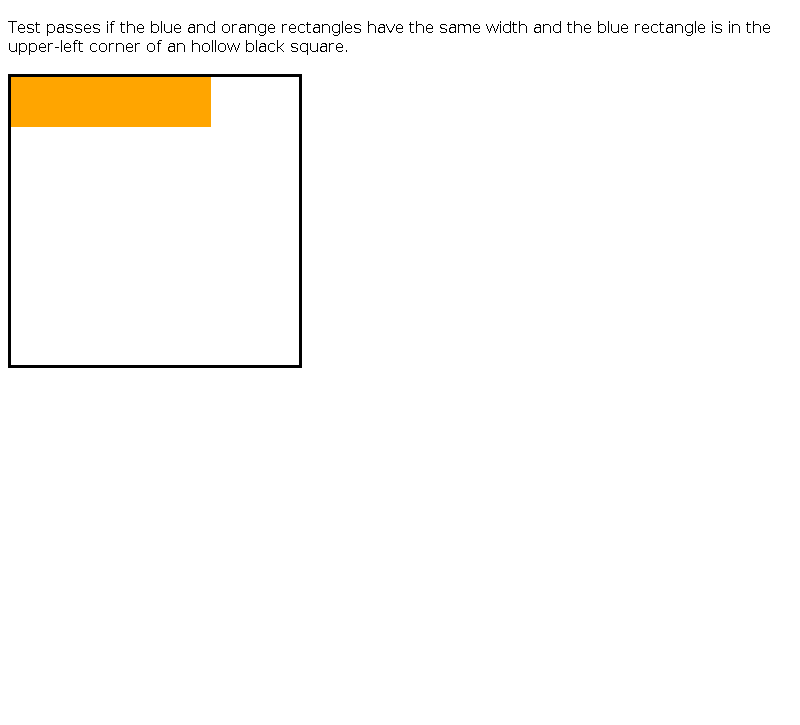 Test passes if the blue and orange rectangles have the same width and the blue rectangle is in the
upper-left corner of an hollow black square.